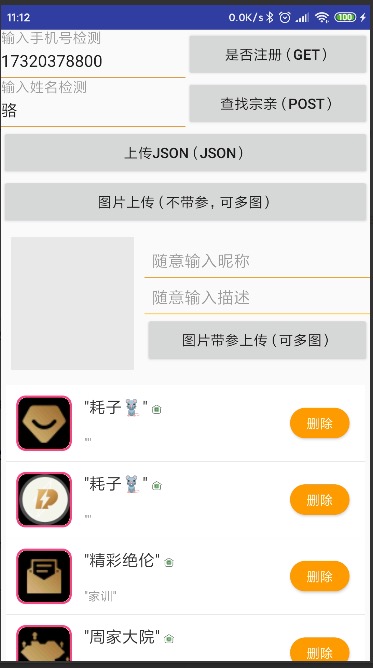 11:12 0.0K/s 100
输入手机号检测
17320378800
是否注册（GET）
输入姓名检测
骆
查找宗亲（POST）
上传JSON（JSON）
图片上传（不带参，可多图）
随意输入昵称
随意输入描述
图片带参上传（可多图）
"耗子🐭"
""
删除
"耗子🐭"
""
删除
"精彩绝伦"
"家训"
删除
"周家大院"
删除